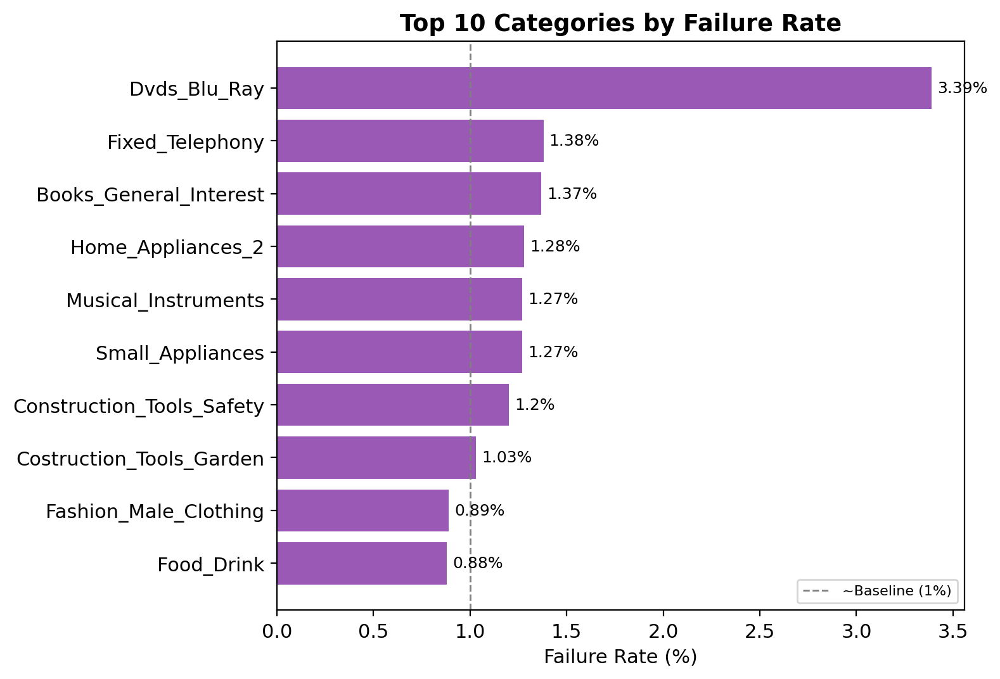 Top 10 Categories by Failure Rate
Dvds_Blu_Ray 3.39%
Fixed_Telephony 1.38%
Books_General_Interest 1.37%
Home_Appliances_2 1.28%
Musical_Instruments 1.27%
Small_Appliances 1.27%
Construction_Tools_Safety 1.2%
Costruction_Tools_Garden 1.03%
Fashion_Male_Clothing 0.89%
Food_Drink 0.88%
~Baseline (1%)
0.0 0.5 1.0 1.5 2.0 2.5 3.0 3.5
Failure Rate (%)